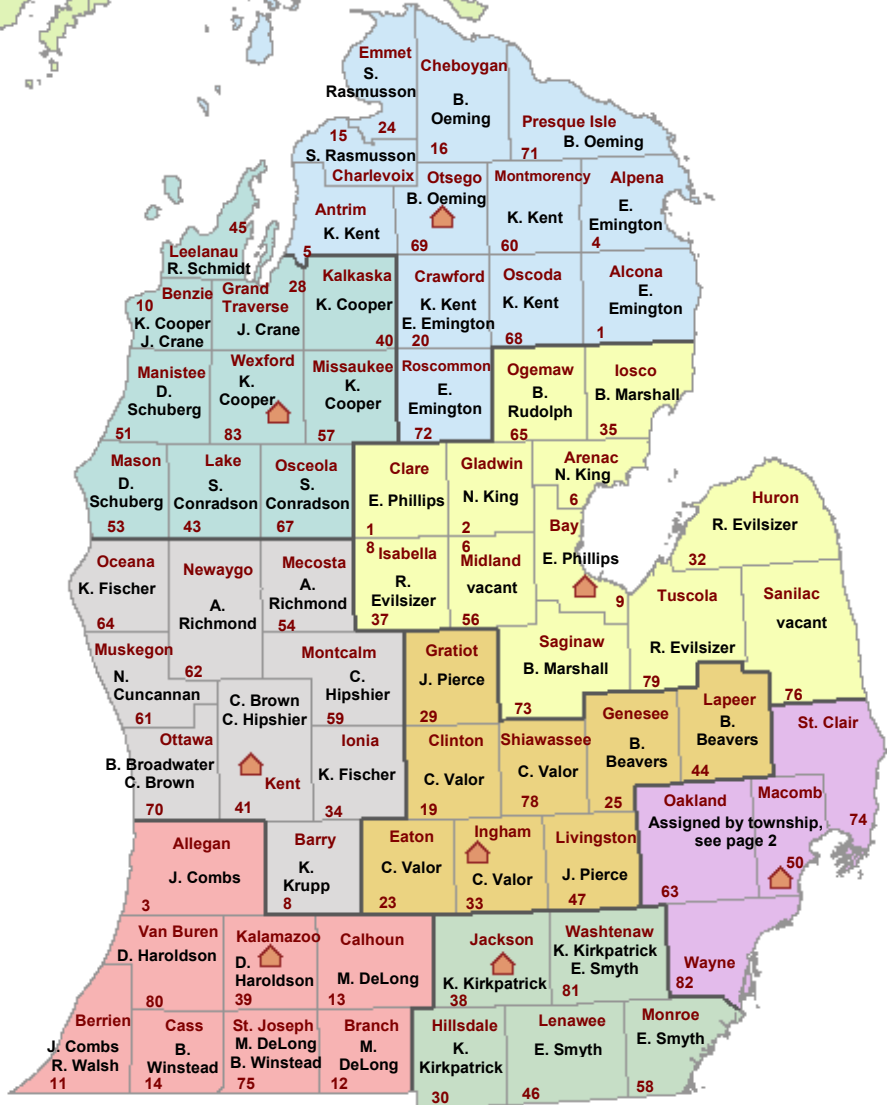 Emmet
S.
Rasmusson
24
Cheboygan
B.
Oeming
16
Presque Isle
B. Oeming
71
15
S. Rasmusson
Charlevoix
Otsego
B. Oeming
69
Montmorency
K. Kent
60
Alpena
E.
Emington
4
Antrim
K. Kent
5
45
Leelanau
R. Schmidt
10
Benzie
K. Cooper
J. Crane
28
Grand
Traverse
J. Crane
Kalkaska
K. Cooper
40
Crawford
K. Kent
E. Emington
20
Oscoda
K. Kent
68
Alcona
E.
Emington
1
Manistee
D.
Schuberg
51
Wexford
K.
Cooper
83
Missaukee
K.
Cooper
57
Roscommon
E.
Emington
72
Ogemaw
B.
Rudolph
65
Iosco
B. Marshall
35
Mason
D.
Schuberg
53
Lake
S.
Conradson
43
Osceola
S.
Conradson
67
Clare
E. Phillips
1
8
Gladwin
N. King
2
6
Arenac
N. King
6
Bay
E. Phillips
9
Huron
R. Evilsizer
32
Oceana
K. Fischer
64
Newaygo
A.
Richmond
62
Mecosta
A.
Richmond
54
Isabella
R.
Evilsizer
37
Midland
vacant
56
Tuscola
R. Evilsizer
79
Sanilac
vacant
76
Muskegon
N.
Cuncannan
61
Montcalm
C.
Hipshier
59
Gratiot
J. Pierce
29
Saginaw
B. Marshall
73
Genesee
B.
Beavers
25
Lapeer
B.
Beavers
44
St. Clair
74
Ottawa
B. Broadwater
C. Brown
70
C. Brown
C. Hipshier
41
Kent
Ionia
K. Fischer
34
Clinton
C. Valor
19
Shiawassee
C. Valor
78
Oakland
Macomb
Assigned by township,
see page 2
63
50
Allegan
J. Combs
3
Barry
K.
Krupp
8
Eaton
C. Valor
23
Ingham
C. Valor
33
Livingston
J. Pierce
47
Van Buren
D. Haroldson
80
Kalamazoo
D.
Haroldson
39
Calhoun
M. DeLong
13
Jackson
K. Kirkpatrick
38
Washtenaw
K. Kirkpatrick
E. Smyth
81
Wayne
82
Berrien
J. Combs
R. Walsh
11
Cass
B.
Winstead
14
St. Joseph
M. DeLong
B. Winstead
75
Branch
M.
DeLong
12
Hillsdale
K.
Kirkpatrick
30
Lenawee
E. Smyth
46
Monroe
E. Smyth
58